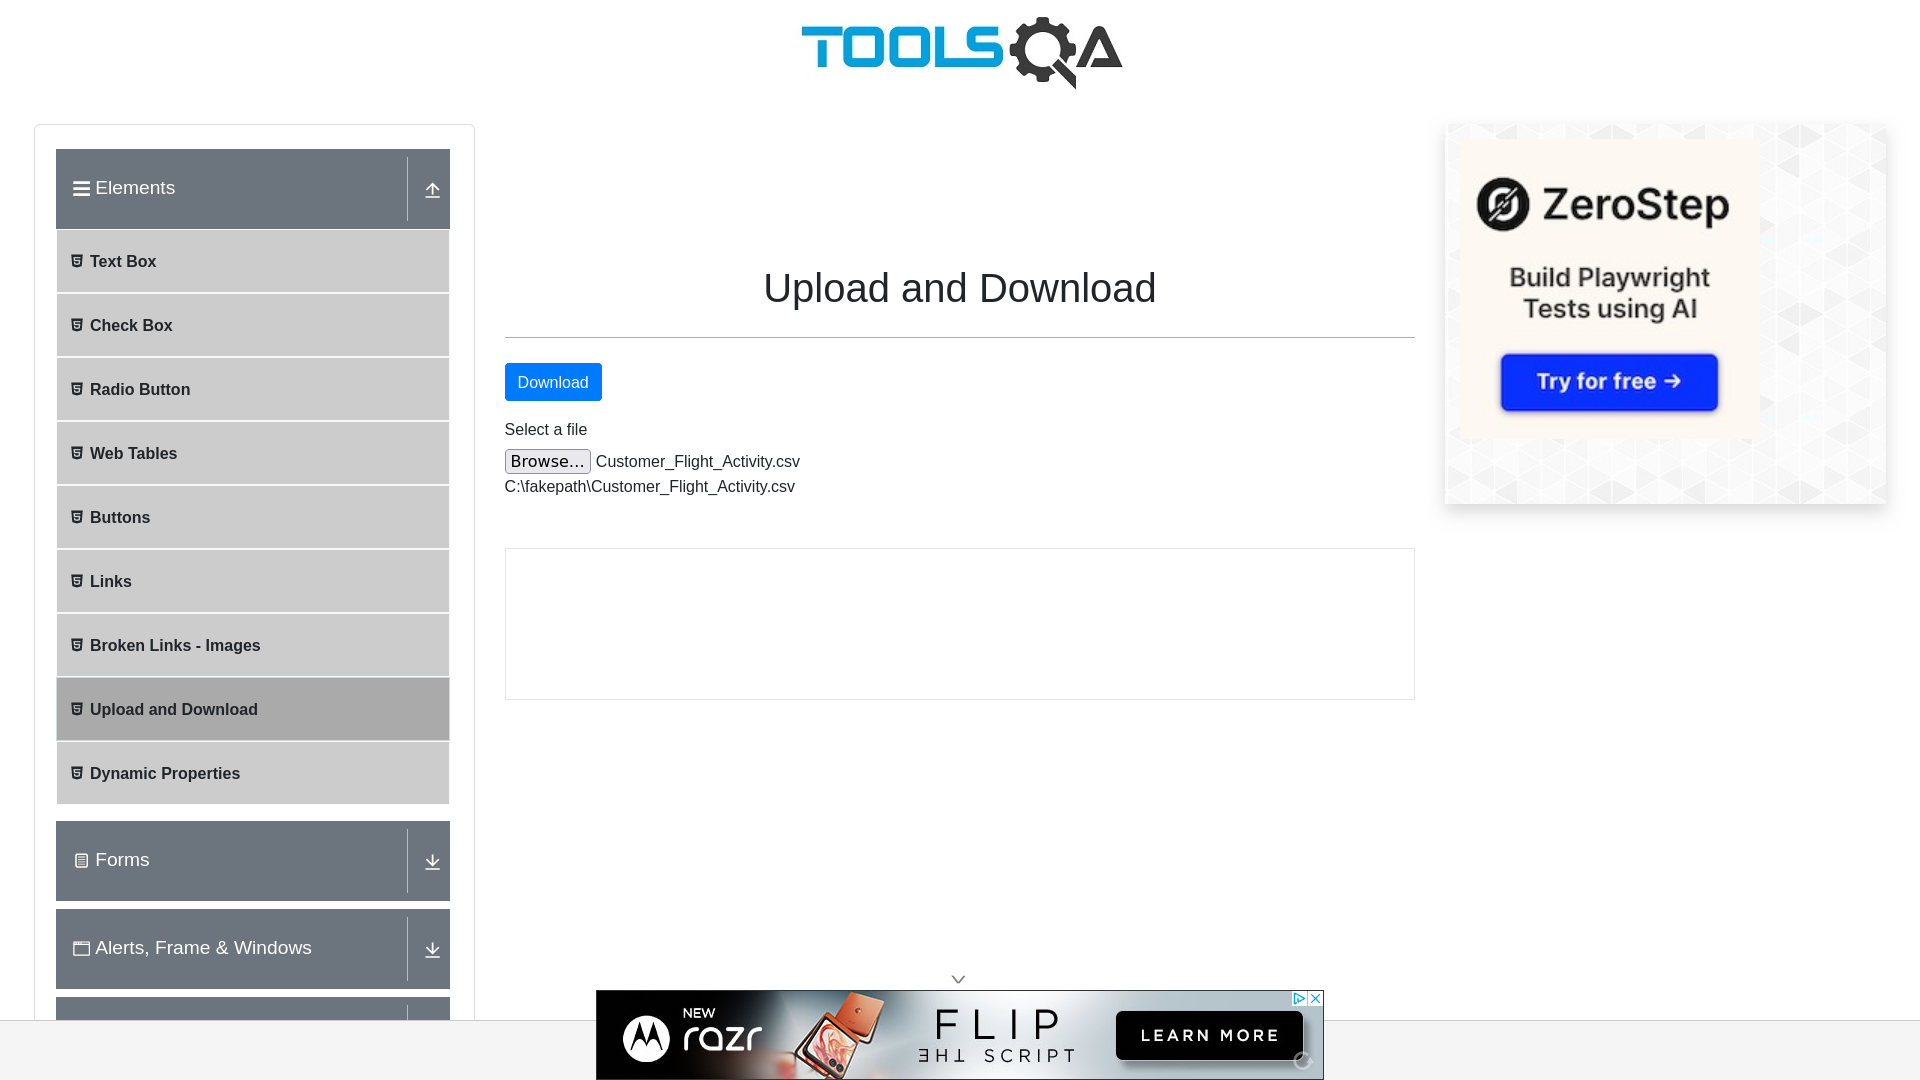 TOOLSQA
Elements
Text Box
Check Box
Radio Button
Web Tables
Buttons
Links
Broken Links - Images
Upload and Download
Dynamic Properties
Forms
Alerts, Frame & Windows
Upload and Download
Download
Select a file
Browse... Customer_Flight_Activity.csv
C:\fakepath\Customer_Flight_Activity.csv
ZeroStep
Build Playwright
Tests using AI
Try for free →
NEW
razr
FLIP
THE SCRIPT
LEARN MORE